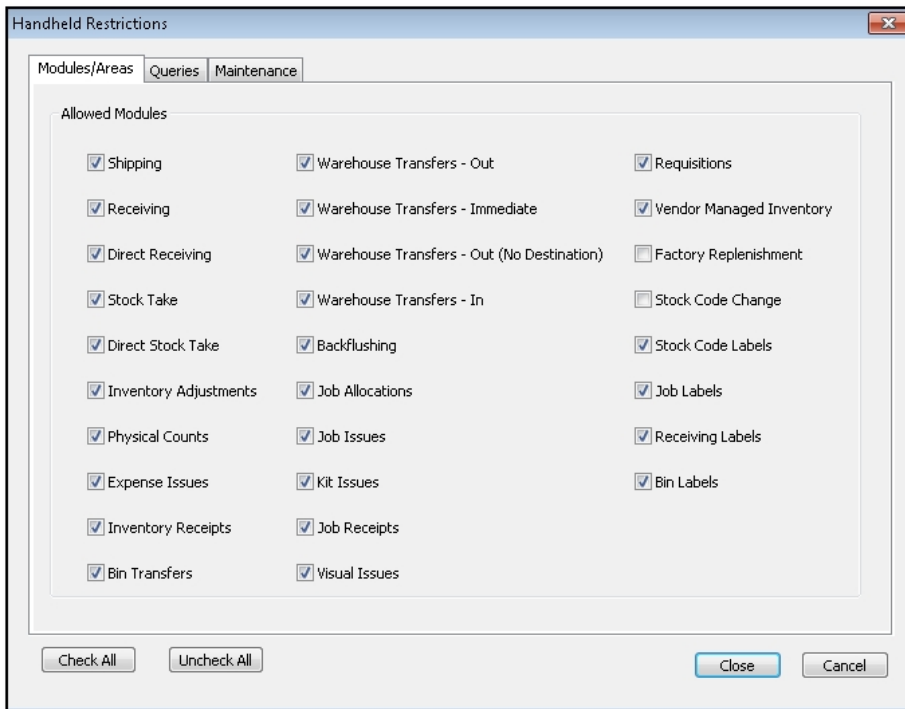 Handheld Restrictions
Modules/Areas Queries Maintenance
Allowed Modules
Shipping Warehouse Transfers - Out Requisitions
Receiving Warehouse Transfers - Immediate Vendor Managed Inventory
Direct Receiving Warehouse Transfers - Out (No Destination) Factory Replenishment
Stock Take Warehouse Transfers - In Stock Code Change
Direct Stock Take Backflushing Stock Code Labels
Inventory Adjustments Job Allocations Job Labels
Physical Counts Job Issues Receiving Labels
Expense Issues Kit Issues Bin Labels
Inventory Receipts Job Receipts
Bin Transfers Visual Issues
Check All Uncheck All Close Cancel